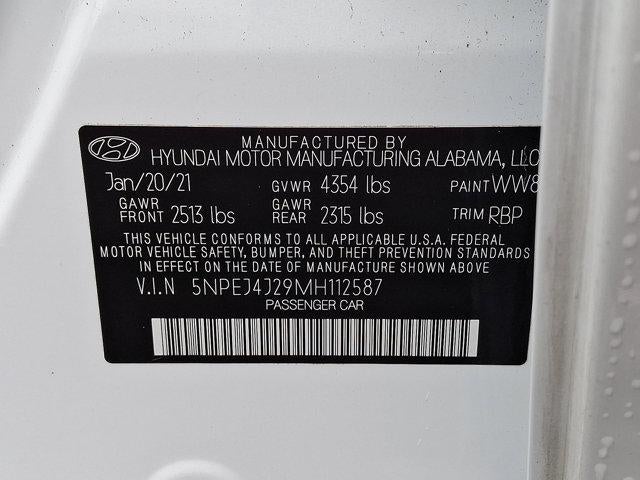 MANUFACTURED BY
HYUNDAI MOTOR MANUFACTURING ALABAMA, LLC
Jan/20/21 GVWR 4354 lbs PAINT WW8
GAWR FRONT 2513 lbs GAWR REAR 2315 lbs TRIM RBP
THIS VEHICLE CONFORMS TO ALL APPLICABLE U.S.A. FEDERAL
MOTOR VEHICLE SAFETY, BUMPER, AND THEFT PREVENTION STANDARDS
IN EFFECT ON THE DATE OF MANUFACTURE SHOWN ABOVE.
V.I.N 5NPEJ4J29MH112587
PASSENGER CAR